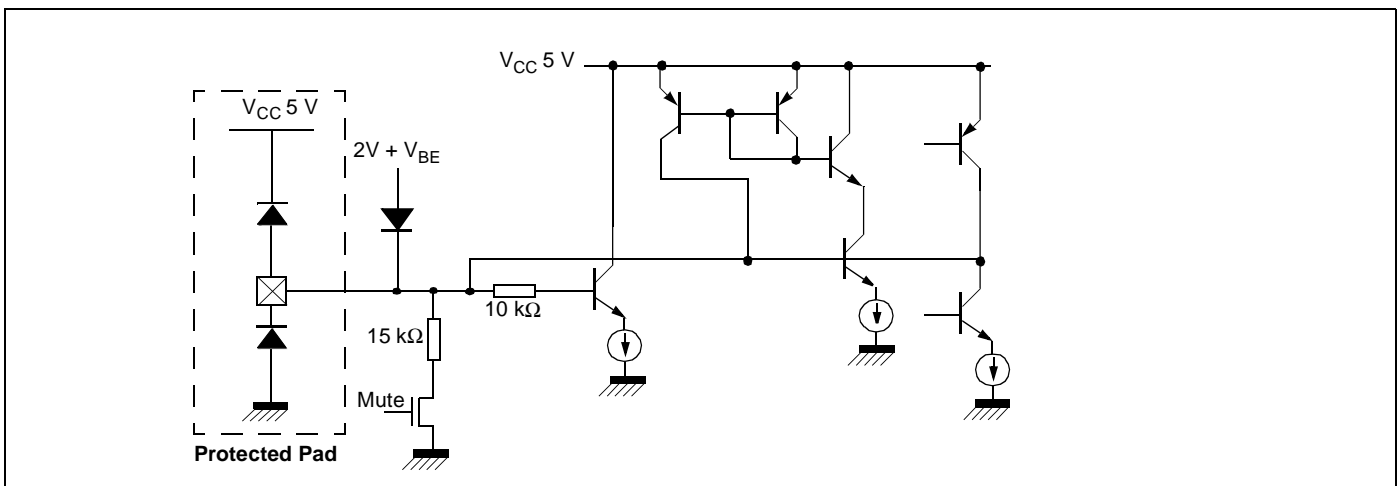 V_CC 5 V
V_CC 5 V
2V + V_BE
10 kΩ
15 kΩ
Mute
Protected Pad